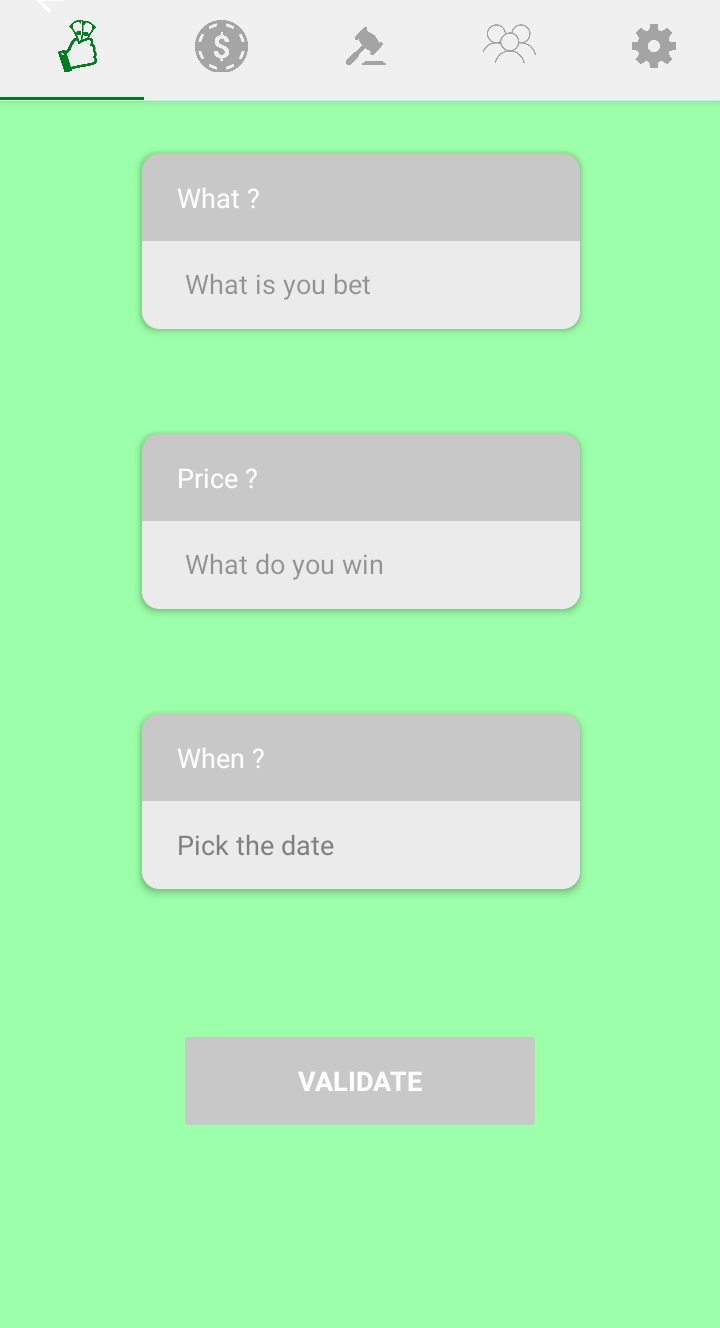 What ?
What is you bet
Price ?
What do you win
When ?
Pick the date
VALIDATE